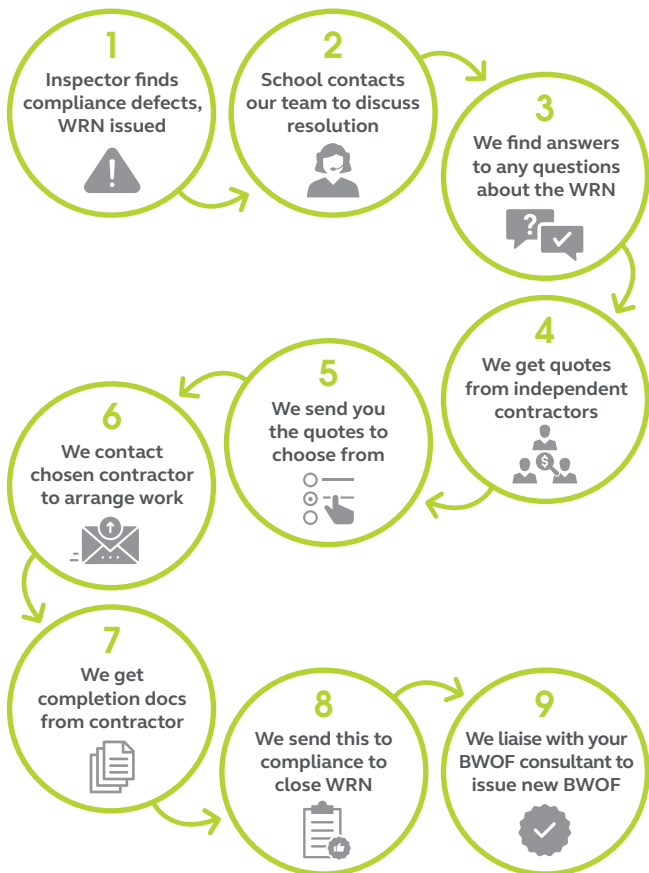 1
Inspector finds
compliance defects,
WRN issued
2
School contacts
our team to discuss
resolution
3
We find answers
to any questions
about the WRN
?
4
We get quotes
from independent
contractors
$
5
We send you
the quotes to
choose from
6
We contact
chosen contractor
to arrange work
7
We get
completion docs
from contractor
8
We send this to
compliance to
close WRN
9
We liaise with your
BWOF consultant to
issue new BWOF